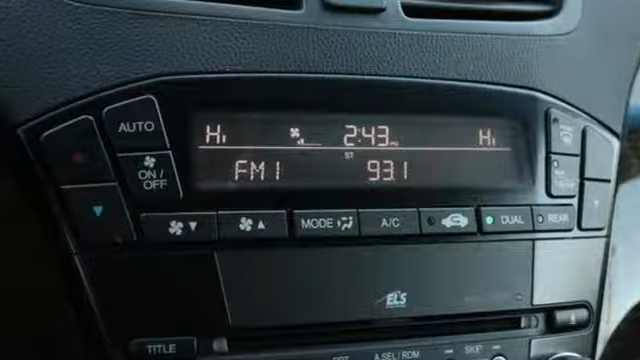 AUTO
ON / OFF
Hi 2:43 Hi
ST
FM1 93.1
MODE A/C DUAL REAR
ELS
TITLE A.SEL/RDM SKIP